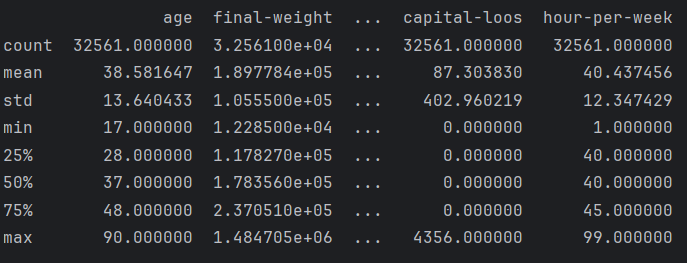 age final-weight ... capital-loos hour-per-week
count 32561.000000 3.256100e+04 ... 32561.000000 32561.000000
mean 38.581647 1.897784e+05 ... 87.303830 40.437456
std 13.640433 1.055500e+05 ... 402.960219 12.347429
min 17.000000 1.228500e+04 ... 0.000000 1.000000
25% 28.000000 1.178270e+05 ... 0.000000 40.000000
50% 37.000000 1.783560e+05 ... 0.000000 40.000000
75% 48.000000 2.370510e+05 ... 0.000000 45.000000
max 90.000000 1.484705e+06 ... 4356.000000 99.000000